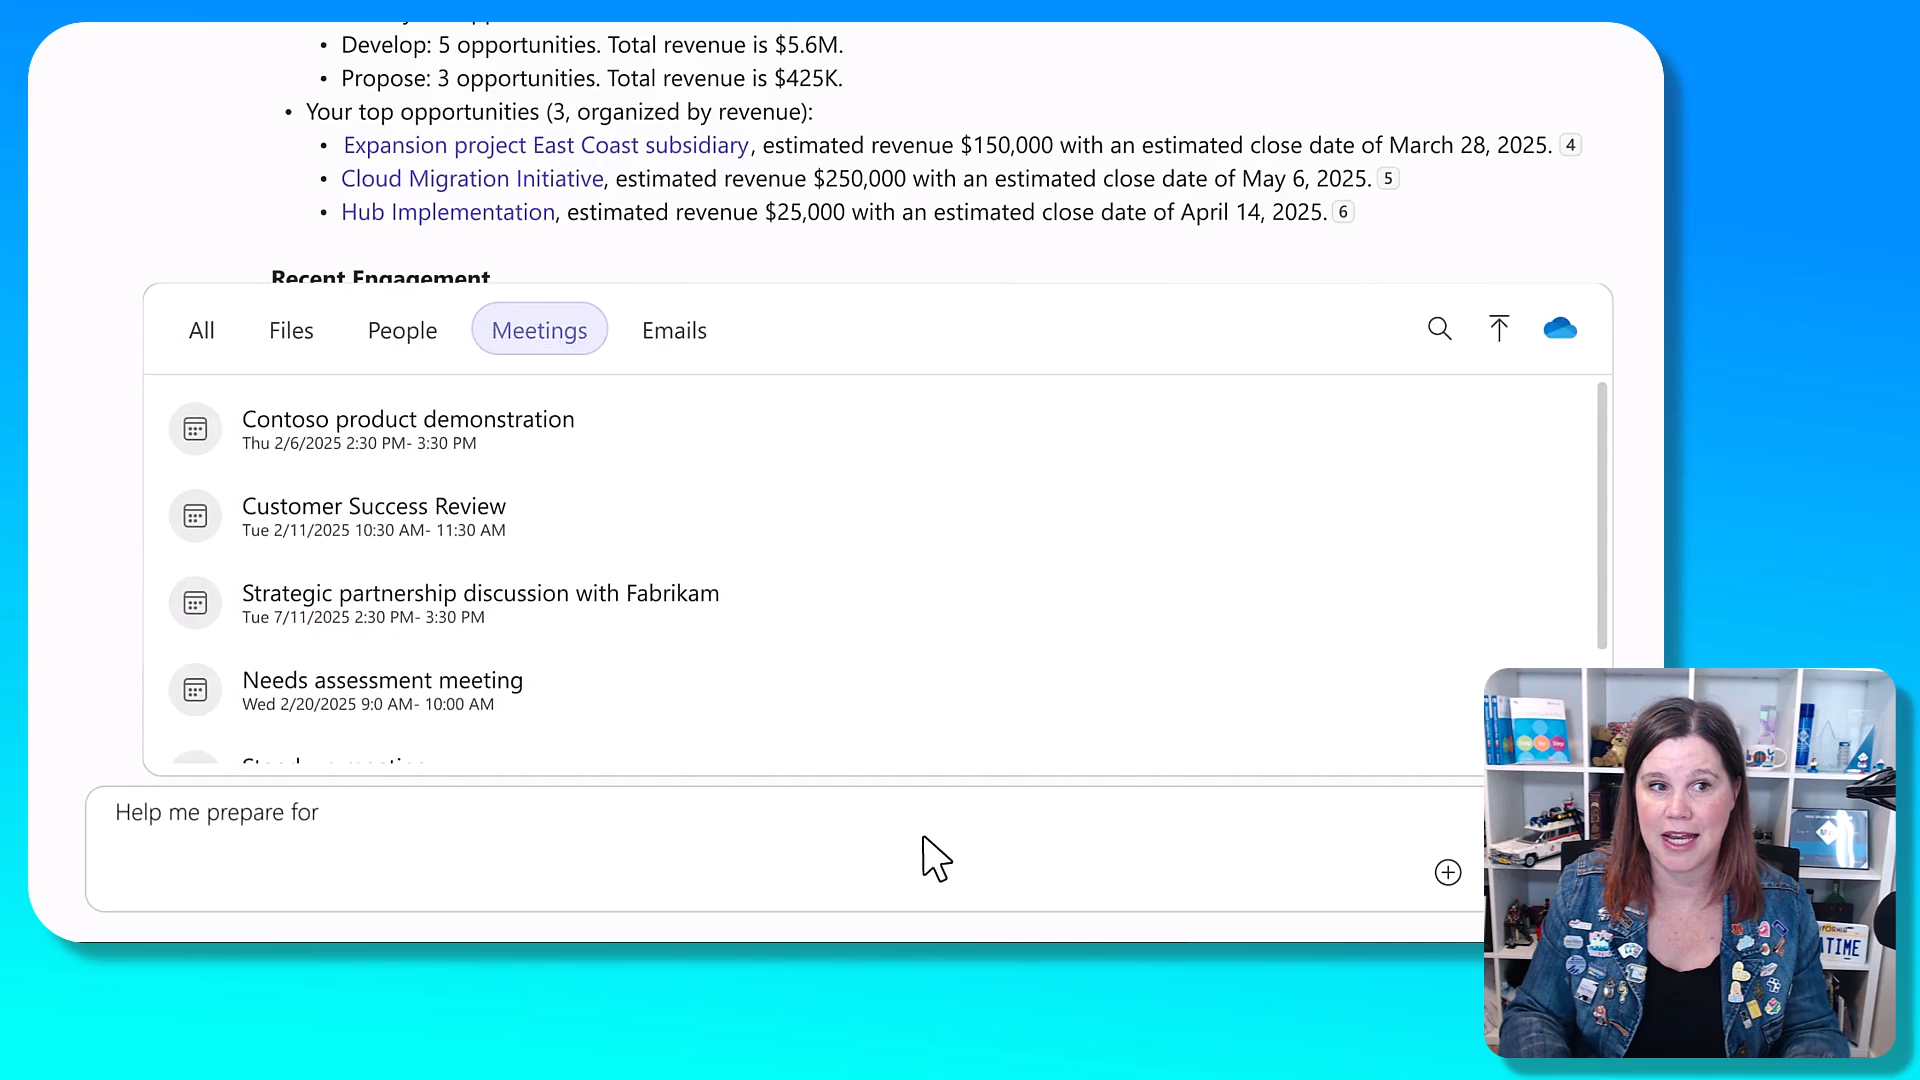 • Develop: 5 opportunities. Total revenue is $5.6M.
• Propose: 3 opportunities. Total revenue is $425K.
• Your top opportunities (3, organized by revenue):
• Expansion project East Coast subsidiary, estimated revenue $150,000 with an estimated close date of March 28, 2025. 4
• Cloud Migration Initiative, estimated revenue $250,000 with an estimated close date of May 6, 2025. 5
• Hub Implementation, estimated revenue $25,000 with an estimated close date of April 14, 2025. 6
Recent Engagement
All Files People Meetings Emails
Contoso product demonstration
Thu 2/6/2025 2:30 PM- 3:30 PM
Customer Success Review
Tue 2/11/2025 10:30 AM- 11:30 AM
Strategic partnership discussion with Fabrikam
Tue 7/11/2025 2:30 PM- 3:30 PM
Needs assessment meeting
Wed 2/20/2025 9:0 AM- 10:00 AM
Help me prepare for